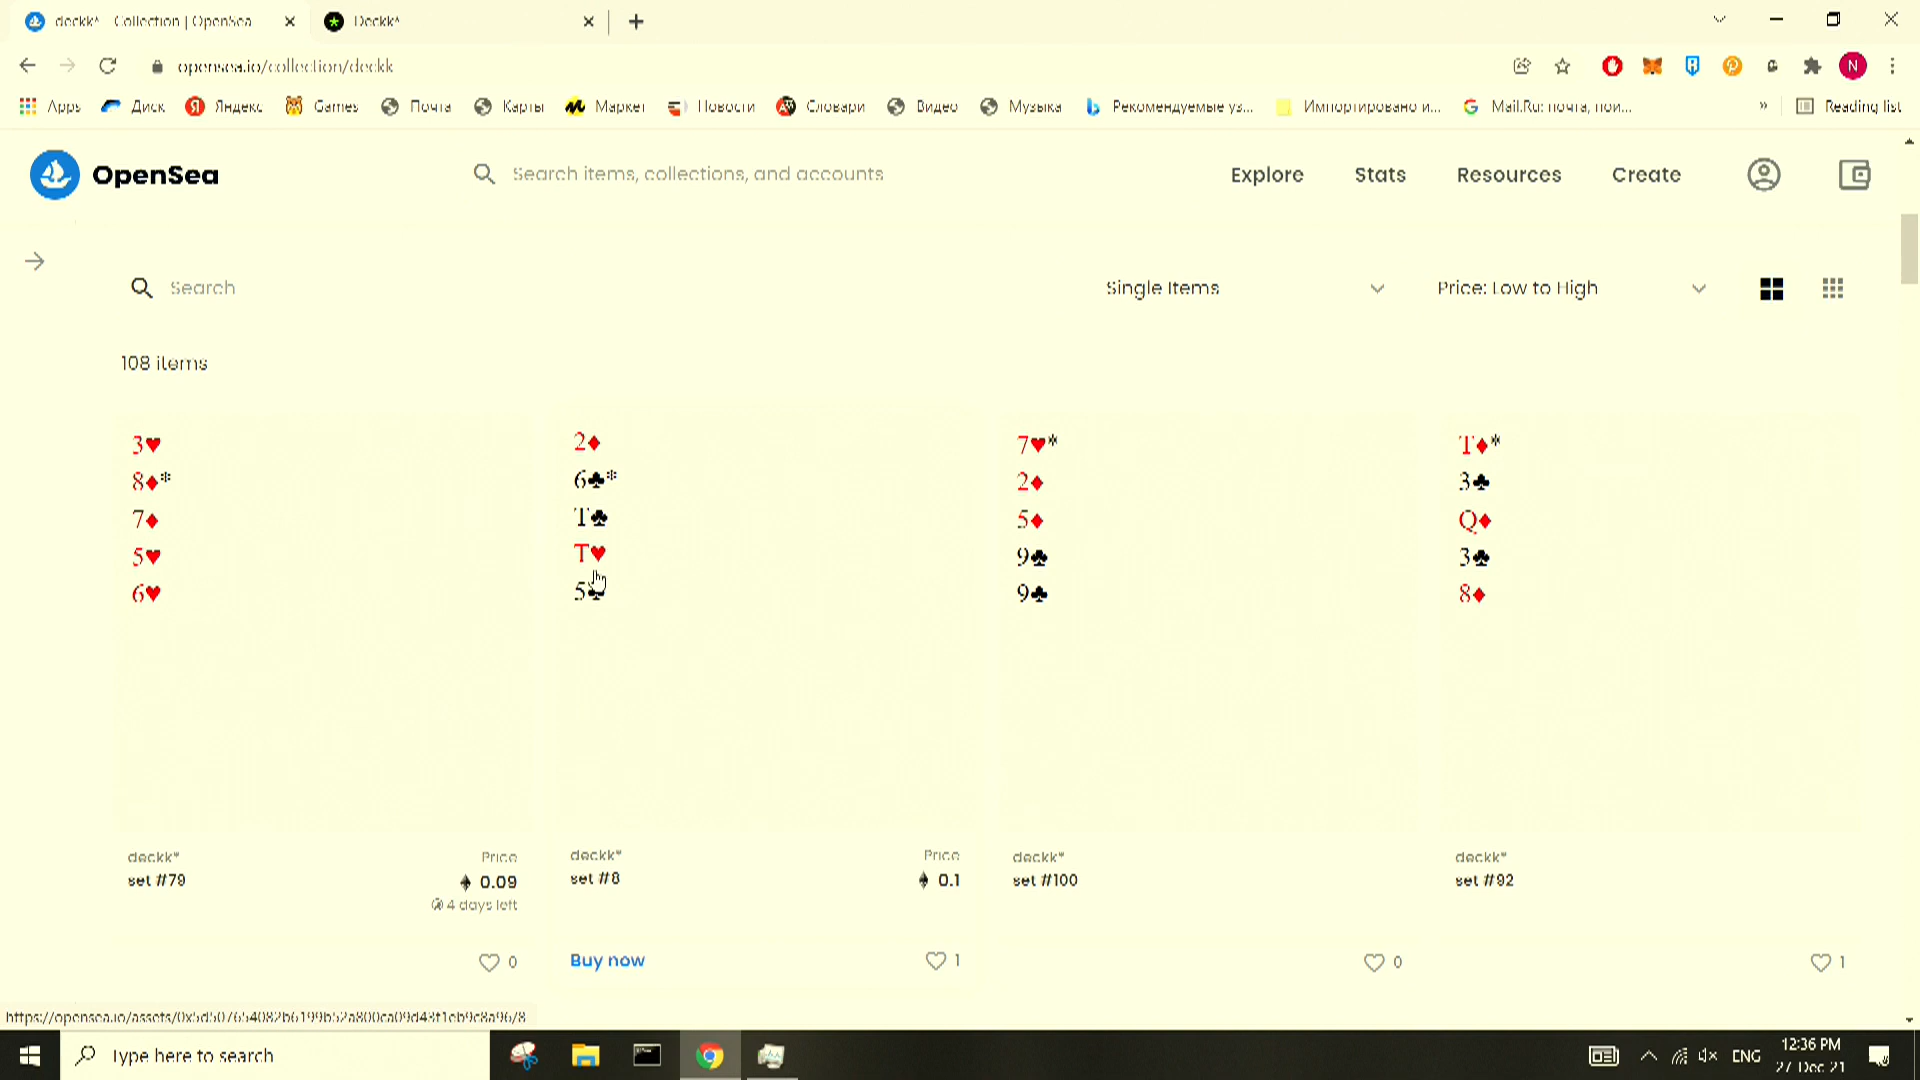 deckk* - Collection | OpenSea
Deckk*
opensea.io/collection/deckk
N
Apps
Диск
Яндекс
Games
Почта
Карты
Маркет
Новости
Словари
Видео
Музыка
Рекомендуемые уз...
Импортировано и...
Mail.Ru: почта, пои...
»
Reading list
OpenSea
Search items, collections, and accounts
Explore
Stats
Resources
Create
Search
Single Items
Price: Low to High
108 items
3♥
8♦*
7♦
5♥
6♥
2♦
6♣*
T♣
T♥
7♥*
2♦
5♦
9♣
9♣
T♦*
3♣
Q♦
3♣
8♦
deckk*
set #79
Price
0.09
4 days left
0
deckk*
set #8
Price
0.1
Buy now
1
deckk*
set #100
0
deckk*
set #92
1
Type here to search
ENG
12:36 PM
27-Dec-21